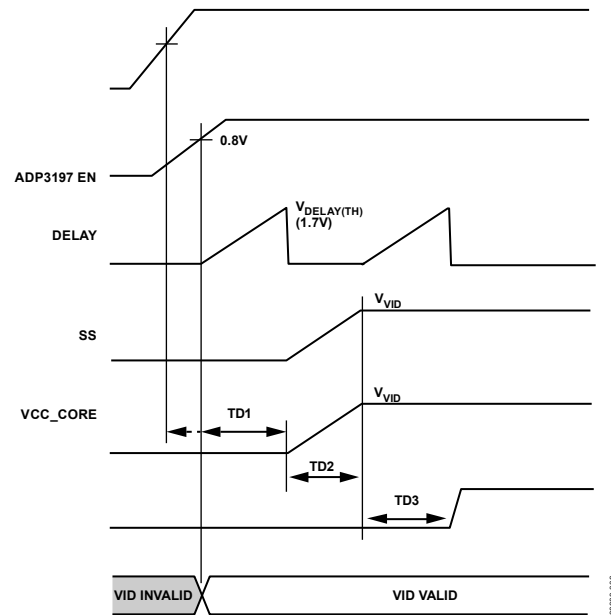 0.8V
ADP3197 EN
V_DELAY(TH)
(1.7V)
DELAY
V_VID
SS
V_VID
VCC_CORE
TD1
TD2
TD3
VID INVALID
VID VALID